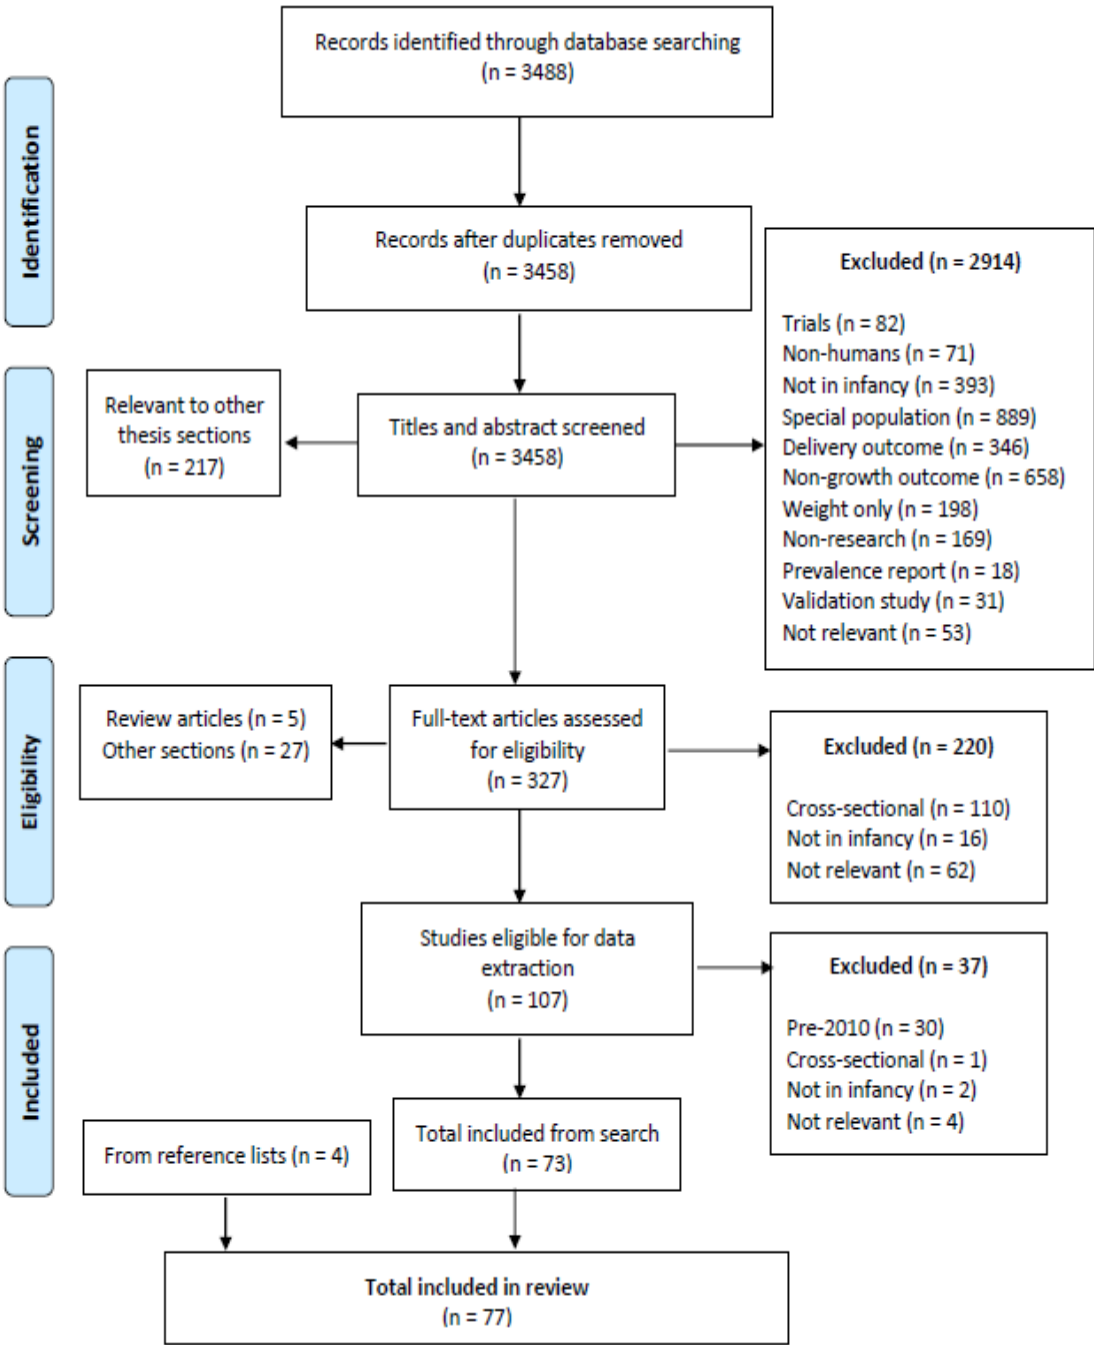 Records identified through database searching
(n = 3488)
Identification
Records after duplicates removed
(n = 3458)
Excluded (n = 2914)
Trials (n = 82)
Non-humans (n = 71)
Not in infancy (n = 393)
Special population (n = 889)
Delivery outcome (n = 346)
Non-growth outcome (n = 658)
Weight only (n = 198)
Non-research (n = 169)
Prevalence report (n = 18)
Validation study (n = 31)
Not relevant (n = 53)
Screening
Relevant to other
thesis sections
(n = 217)
Titles and abstract screened
(n = 3458)
Eligibility
Review articles (n = 5)
Other sections (n = 27)
Full-text articles assessed
for eligibility
(n = 327)
Excluded (n = 220)
Cross-sectional (n = 110)
Not in infancy (n = 16)
Not relevant (n = 62)
Included
Studies eligible for data
extraction
(n = 107)
Excluded (n = 37)
Pre-2010 (n = 30)
Cross-sectional (n = 1)
Not in infancy (n = 2)
Not relevant (n = 4)
From reference lists (n = 4)
Total included from search
(n = 73)
Total included in review
(n = 77)